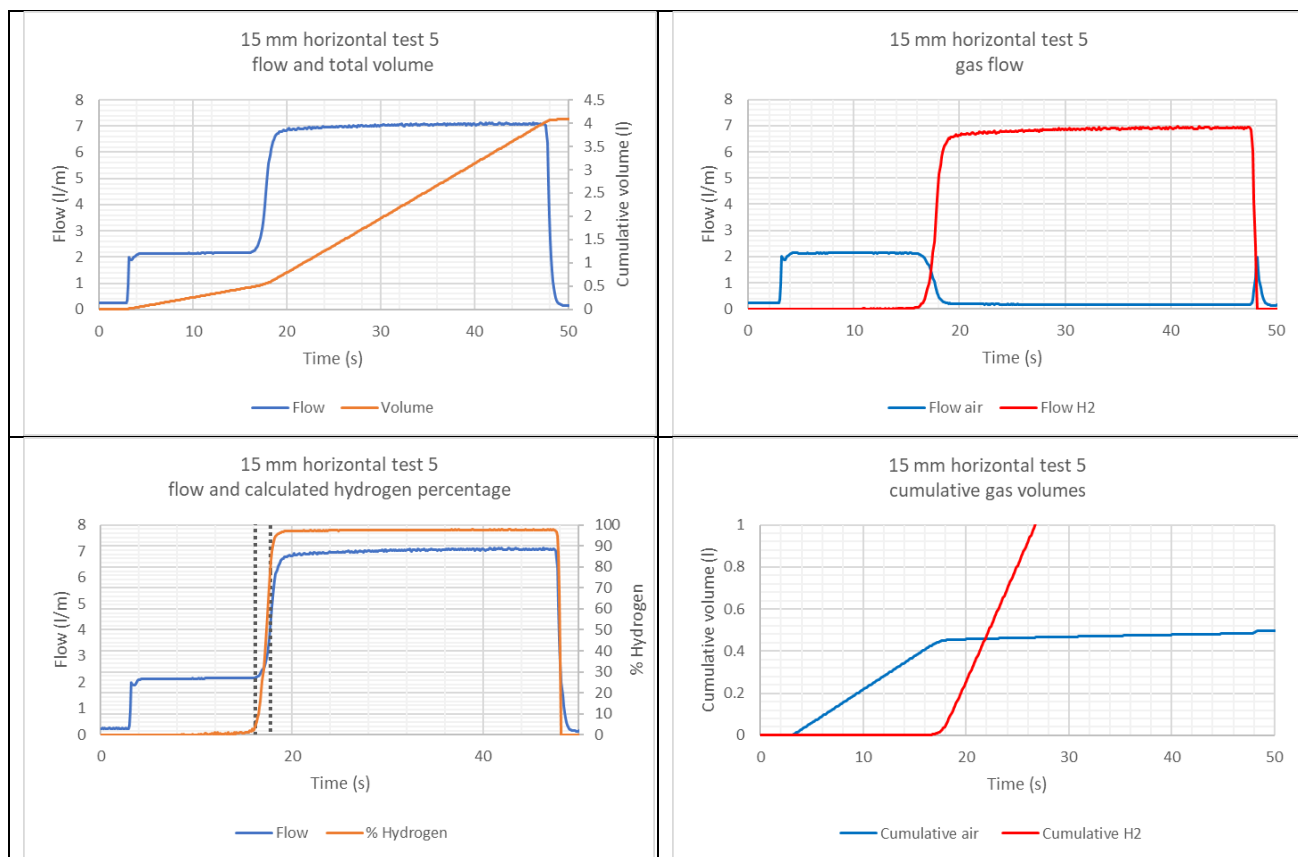 15 mm horizontal test 5
flow and total volume
8
7
6
5
4
3
2
1
0
Flow (l/m)
4.5
4
3.5
3
2.5
2
1.5
1
0.5
0
Cumulative volume (l)
0
10
20
30
40
50
Time (s)
Flow
Volume
15 mm horizontal test 5
gas flow
8
7
6
5
4
3
2
1
0
Flow (l/m)
0
10
20
30
40
50
Time (s)
Flow air
Flow H2
15 mm horizontal test 5
flow and calculated hydrogen percentage
8
7
6
5
4
3
2
1
0
Flow (l/m)
100
90
80
70
60
50
40
30
20
10
0
% Hydrogen
0
20
40
Time (s)
Flow
% Hydrogen
15 mm horizontal test 5
cumulative gas volumes
1
0.8
0.6
0.4
0.2
0
Cumulative volume (l)
0
10
20
30
40
50
Time (s)
Cumulative air
Cumulative H2